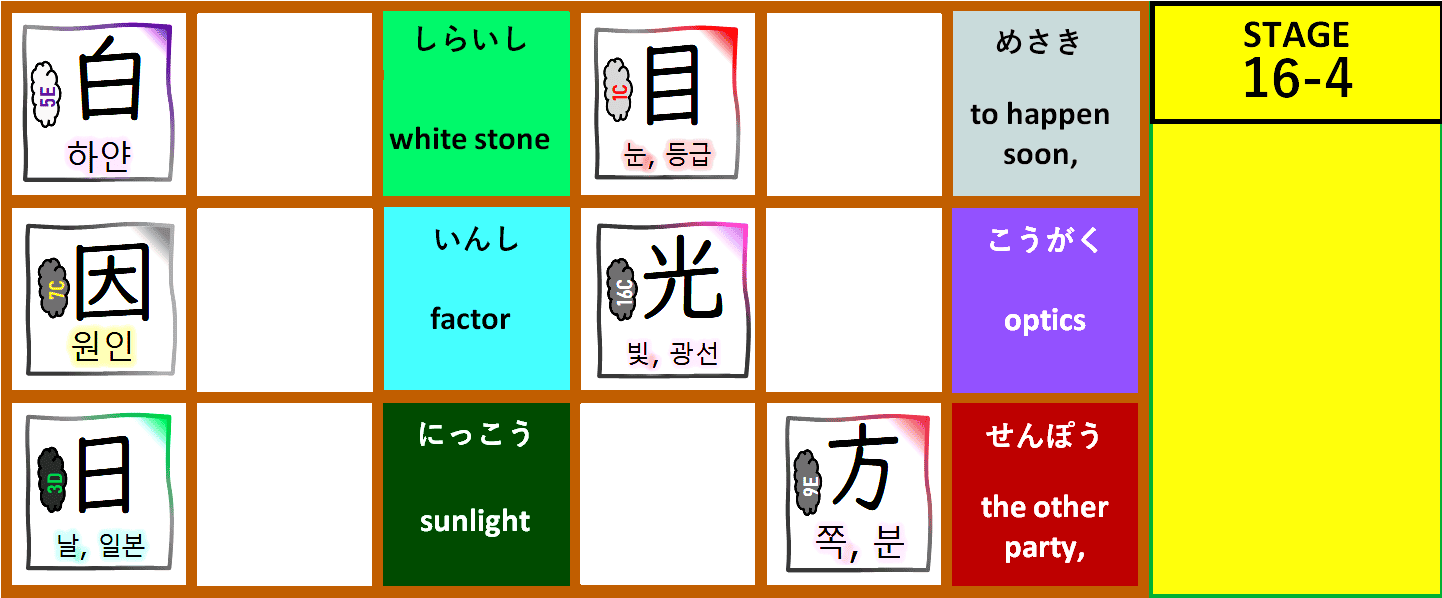 白
5E
하얀
しらいし
white stone
目
1C
눈, 등급
めさき
to happen
soon,
STAGE
16-4
因
7C
원인
いんし
factor
光
16C
빛, 광선
こうがく
optics
日
3D
날, 일본
にっこう
sunlight
方
9E
쪽, 분
せんぽう
the other
party,